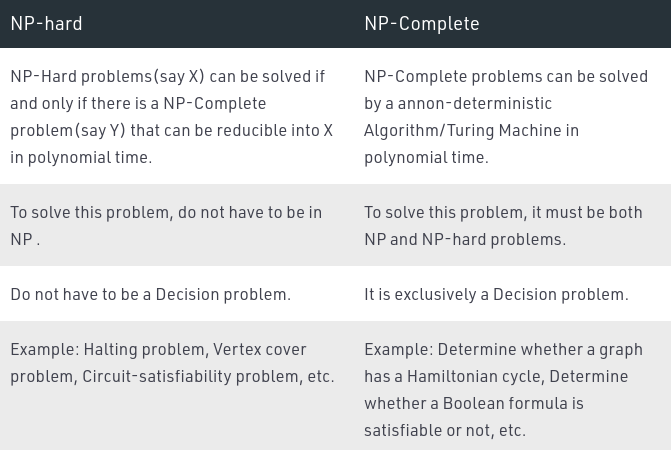 NP-hard
NP-Complete
NP-Hard problems(say X) can be solved if
and only if there is a NP-Complete
problem(say Y) that can be reducible into X
in polynomial time.
NP-Complete problems can be solved
by a annon-deterministic
Algorithm/Turing Machine in
polynomial time.
To solve this problem, do not have to be in
NP .
To solve this problem, it must be both
NP and NP-hard problems.
Do not have to be a Decision problem.
It is exclusively a Decision problem.
Example: Halting problem, Vertex cover
problem, Circuit-satisfiability problem, etc.
Example: Determine whether a graph
has a Hamiltonian cycle, Determine
whether a Boolean formula is
satisfiable or not, etc.